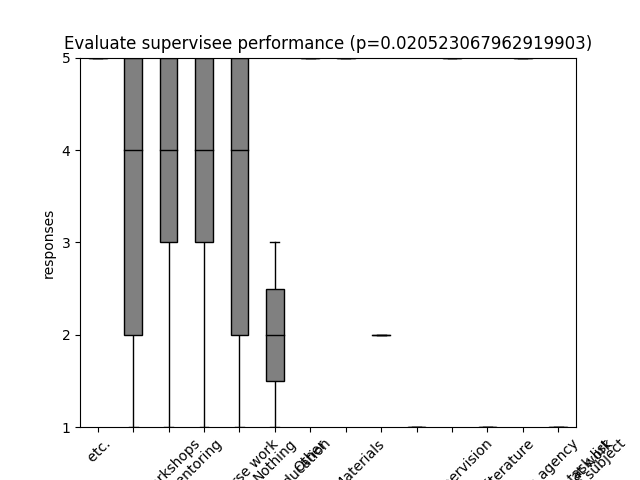 Evaluate supervisee performance (p=0.020523067962919903)
5
4
3
2
1
responses
etc.
rkshops
entoring
se work
Nothing
ducation
Other
Materials
ervision
iterature
agency
subject